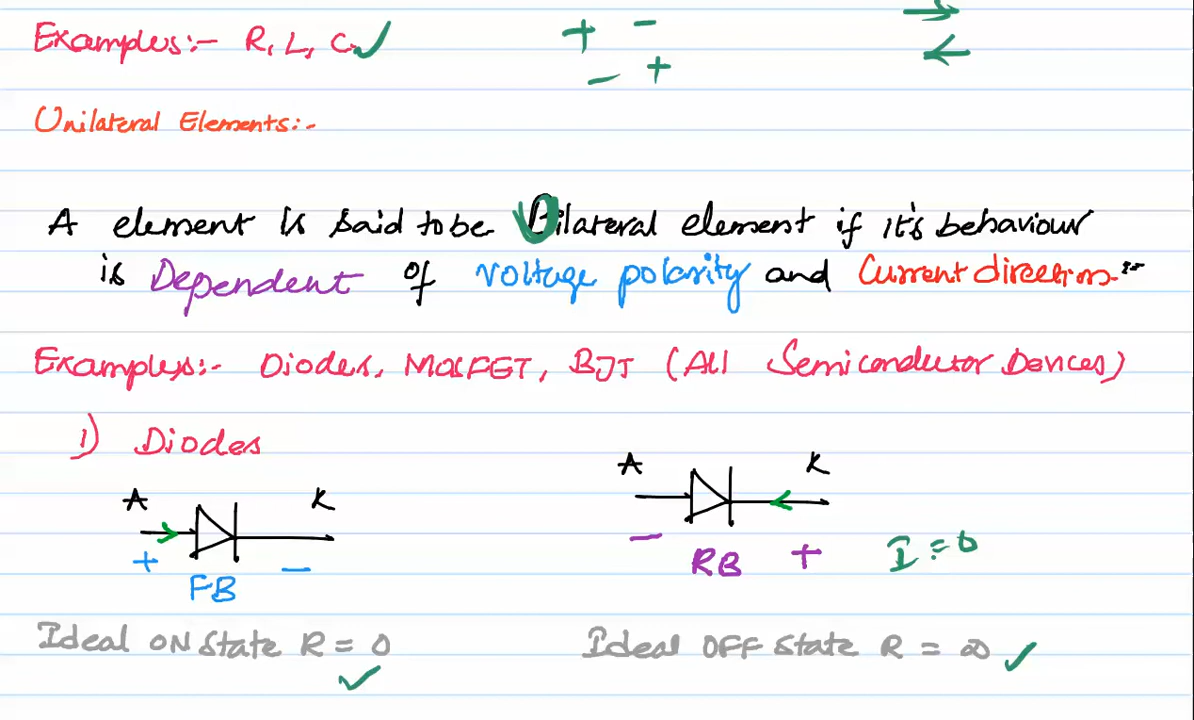 Examples:- R, L, C
+ -
- +
Unilateral Elements:-
A element is said to be Unilateral element if it's behaviour
is Dependent of voltage polarity and Current direction.
Examples:- Diodes, MOSFET, BJT (All Semiconductor Devices)
1) Diodes
A K
+ FB -
A K
- RB + I = 0
Ideal ON State R = 0
Ideal OFF state R = ∞